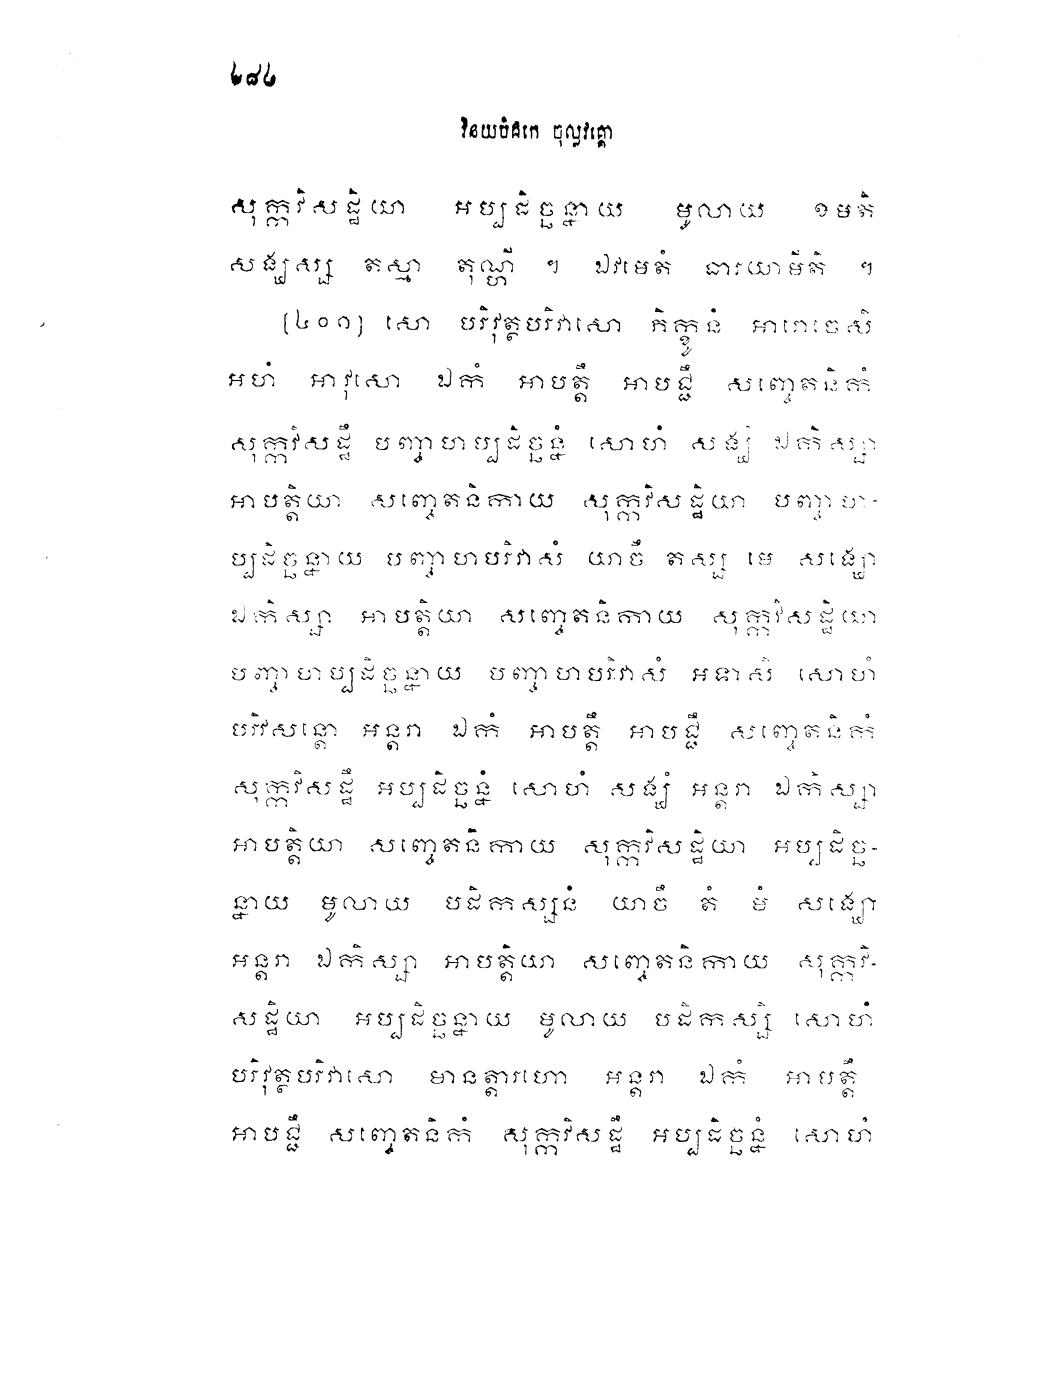 ២៨៤
វិនយបិដកេ ចុល្លវគ្គោ
សុក្កវិសដ្ឋិយា អប្បដិច្ឆន្នាយ មូលាយ ១មតិ
សង្ឃស្ស តស្មា តុណ្ហី ។ ឯវមេតំ ធារយាមីតិ ។
(៤០៣) សោ បរិវុត្ថបរិវាសោ ភិក្ខូនំ អារោចេសិ
អហំ អាវុសោ ឯកំ អាបត្តឹ អាបជ្ជឹ សញ្ចេតនិកំ
សុក្កវិសដ្ឋឹ បញ្ចាហប្បដិច្ឆន្នំ សោហំ សង្ឃំ ឯកិស្សា
អាបត្តិយា សញ្ចេតនិកាយ សុក្កវិសដ្ឋិយា បញ្ចាហ-
ប្បដិច្ឆន្នាយ បញ្ចាហបរិវាសំ យាចឹ តស្ស មេ សង្ឃោ
ឯកិស្សា អាបត្តិយា សញ្ចេតនិកាយ សុក្កវិសដ្ឋិយា
បញ្ចាហប្បដិច្ឆន្នាយ បញ្ចាហបរិវាសំ អទាសិ សោហំ
បរិវសន្តោ អន្តរា ឯកំ អាបត្តឹ អាបជ្ជឹ សញ្ចេតនិកំ
សុក្កវិសដ្ឋឹ អប្បដិច្ឆន្នំ សោហំ សង្ឃំ អន្តរា ឯកិស្សា
អាបត្តិយា សញ្ចេតនិកាយ សុក្កវិសដ្ឋិយា អប្បដិច្ឆ-
ន្នាយ មូលាយ បដិកស្សនំ យាចឹ តំ មំ សង្ឃោ
អន្តរា ឯកិស្សា អាបត្តិយា សញ្ចេតនិកាយ សុក្កវិ-
សដ្ឋិយា អប្បដិច្ឆន្នាយ មូលាយ បដិកស្សិ សោហំ
បរិវុត្ថបរិវាសោ មានត្តារហោ អន្តរា ឯកំ អាបត្តឹ
អាបជ្ជឹ សញ្ចេតនិកំ សុក្កវិសដ្ឋឹ អប្បដិច្ឆន្នំ សោហំ